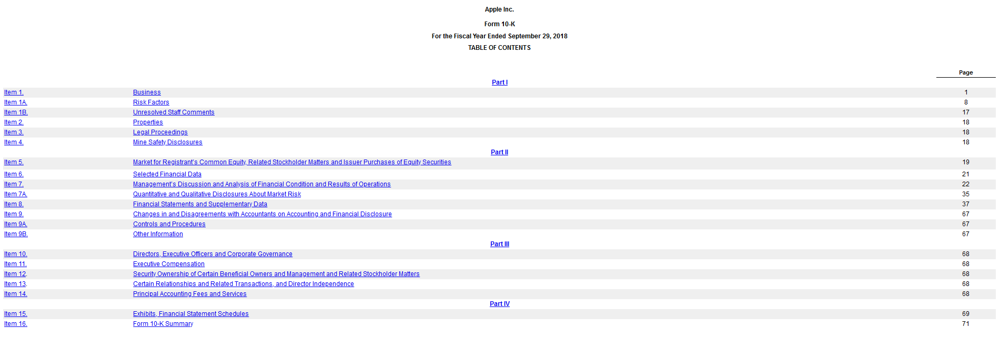 Apple Inc.
Form 10-K
For the Fiscal Year Ended September 29, 2018
TABLE OF CONTENTS
Page
Part I
Item 1. Business 1
Item 1A. Risk Factors 8
Item 1B. Unresolved Staff Comments 17
Item 2. Properties 18
Item 3. Legal Proceedings 18
Item 4. Mine Safety Disclosures 18
Part II
Item 5. Market for Registrant's Common Equity, Related Stockholder Matters and Issuer Purchases of Equity Securities 19
Item 6. Selected Financial Data 21
Item 7. Management's Discussion and Analysis of Financial Condition and Results of Operations 22
Item 7A. Quantitative and Qualitative Disclosures About Market Risk 35
Item 8. Financial Statements and Supplementary Data 37
Item 9. Changes in and Disagreements with Accountants on Accounting and Financial Disclosure 67
Item 9A. Controls and Procedures 67
Item 9B. Other Information 67
Part III
Item 10. Directors, Executive Officers and Corporate Governance 68
Item 11. Executive Compensation 68
Item 12. Security Ownership of Certain Beneficial Owners and Management and Related Stockholder Matters 68
Item 13. Certain Relationships and Related Transactions, and Director Independence 68
Item 14. Principal Accounting Fees and Services 68
Part IV
Item 15. Exhibits, Financial Statement Schedules 69
Item 16. Form 10-K Summary 71